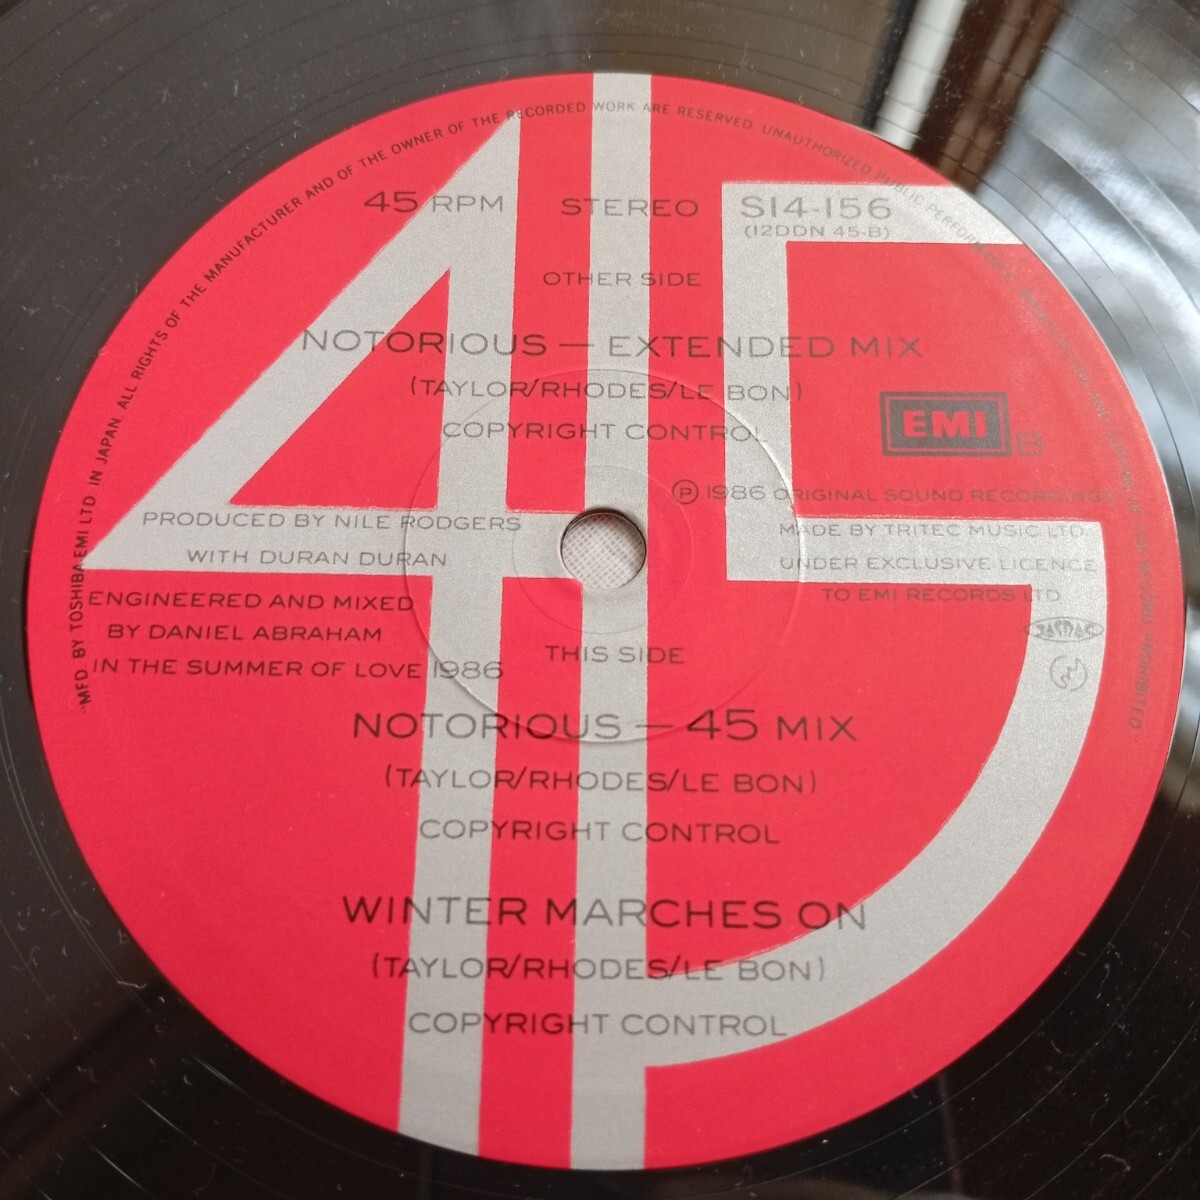 MFD. BY TOSHIBA-EMI LTD. IN JAPAN. ALL RIGHTS OF THE MANUFACTURER AND OF THE OWNER OF THE RECORDED WORK ARE RESERVED. UNAUTHORIZED PUBLIC PROHIBITED.
45 RPM STEREO S14-156
(12DDN 45-B)
OTHER SIDE
NOTORIOUS — EXTENDED MIX
(TAYLOR/RHODES/LE BON)
COPYRIGHT CONTROL
EMI
B
Ⓟ 1986 ORIGINAL SOUND RECORDINGS
MADE BY TRITEC MUSIC LTD
UNDER EXCLUSIVE LICENCE
TO EMI RECORDS LTD
PRODUCED BY NILE RODGERS
WITH DURAN DURAN
ENGINEERED AND MIXED
BY DANIEL ABRAHAM
IN THE SUMMER OF LOVE 1986
JASRAC
THIS SIDE
NOTORIOUS — 45 MIX
(TAYLOR/RHODES/LE BON)
COPYRIGHT CONTROL
WINTER MARCHES ON
(TAYLOR/RHODES/LE BON)
COPYRIGHT CONTROL
45